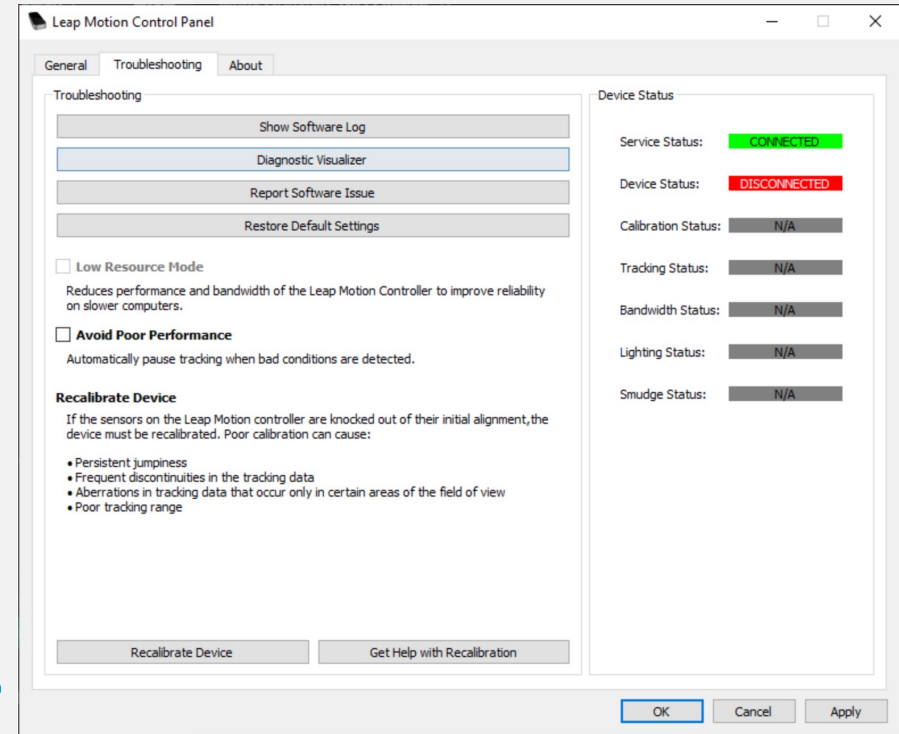 Leap Motion Control Panel
General Troubleshooting About
Troubleshooting
Show Software Log
Diagnostic Visualizer
Report Software Issue
Restore Default Settings
Low Resource Mode
Reduces performance and bandwidth of the Leap Motion Controller to improve reliability
on slower computers.
Avoid Poor Performance
Automatically pause tracking when bad conditions are detected.
Recalibrate Device
If the sensors on the Leap Motion controller are knocked out of their initial alignment,the
device must be recalibrated. Poor calibration can cause:
• Persistent jumpiness
• Frequent discontinuities in the tracking data
• Aberrations in tracking data that occur only in certain areas of the field of view
• Poor tracking range
Recalibrate Device
Get Help with Recalibration
Device Status
Service Status: CONNECTED
Device Status: DISCONNECTED
Calibration Status: N/A
Tracking Status: N/A
Bandwidth Status: N/A
Lighting Status: N/A
Smudge Status: N/A
OK Cancel Apply